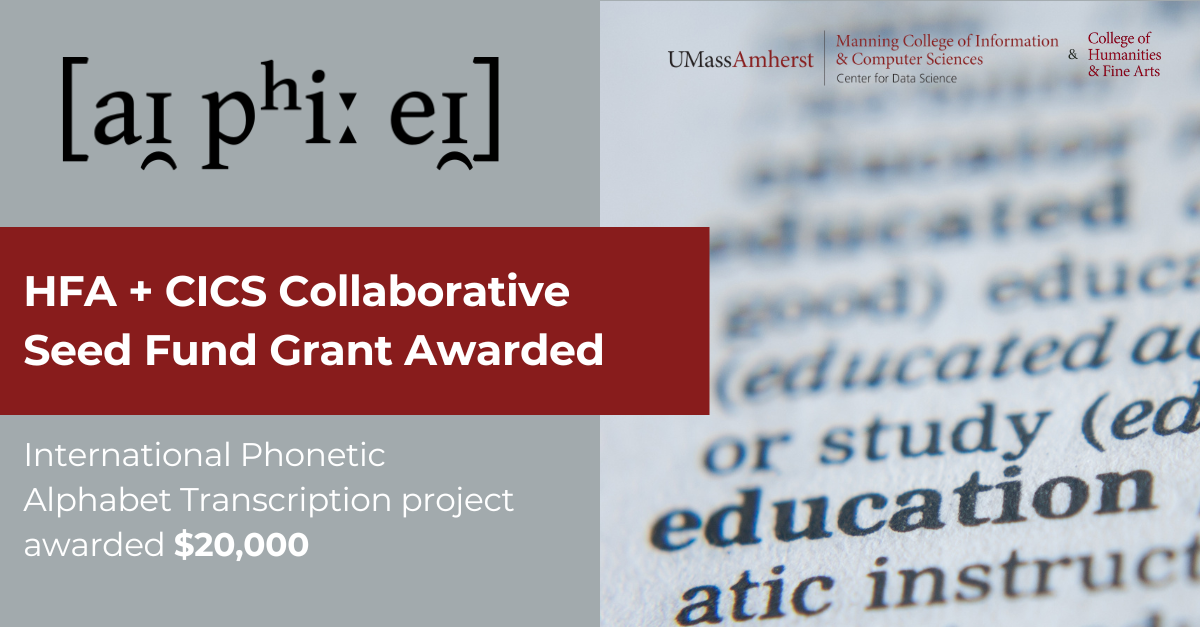 [aɪ̯ pʰiː eɪ̯]
HFA + CICS Collaborative
Seed Fund Grant Awarded
International Phonetic
Alphabet Transcription project
awarded $20,000
UMassAmherst
Manning College of Information
& Computer Sciences
Center for Data Science
&
College of
Humanities
& Fine Arts
educated
good) educa
(educated ac
or study (ed
education
atic instruct